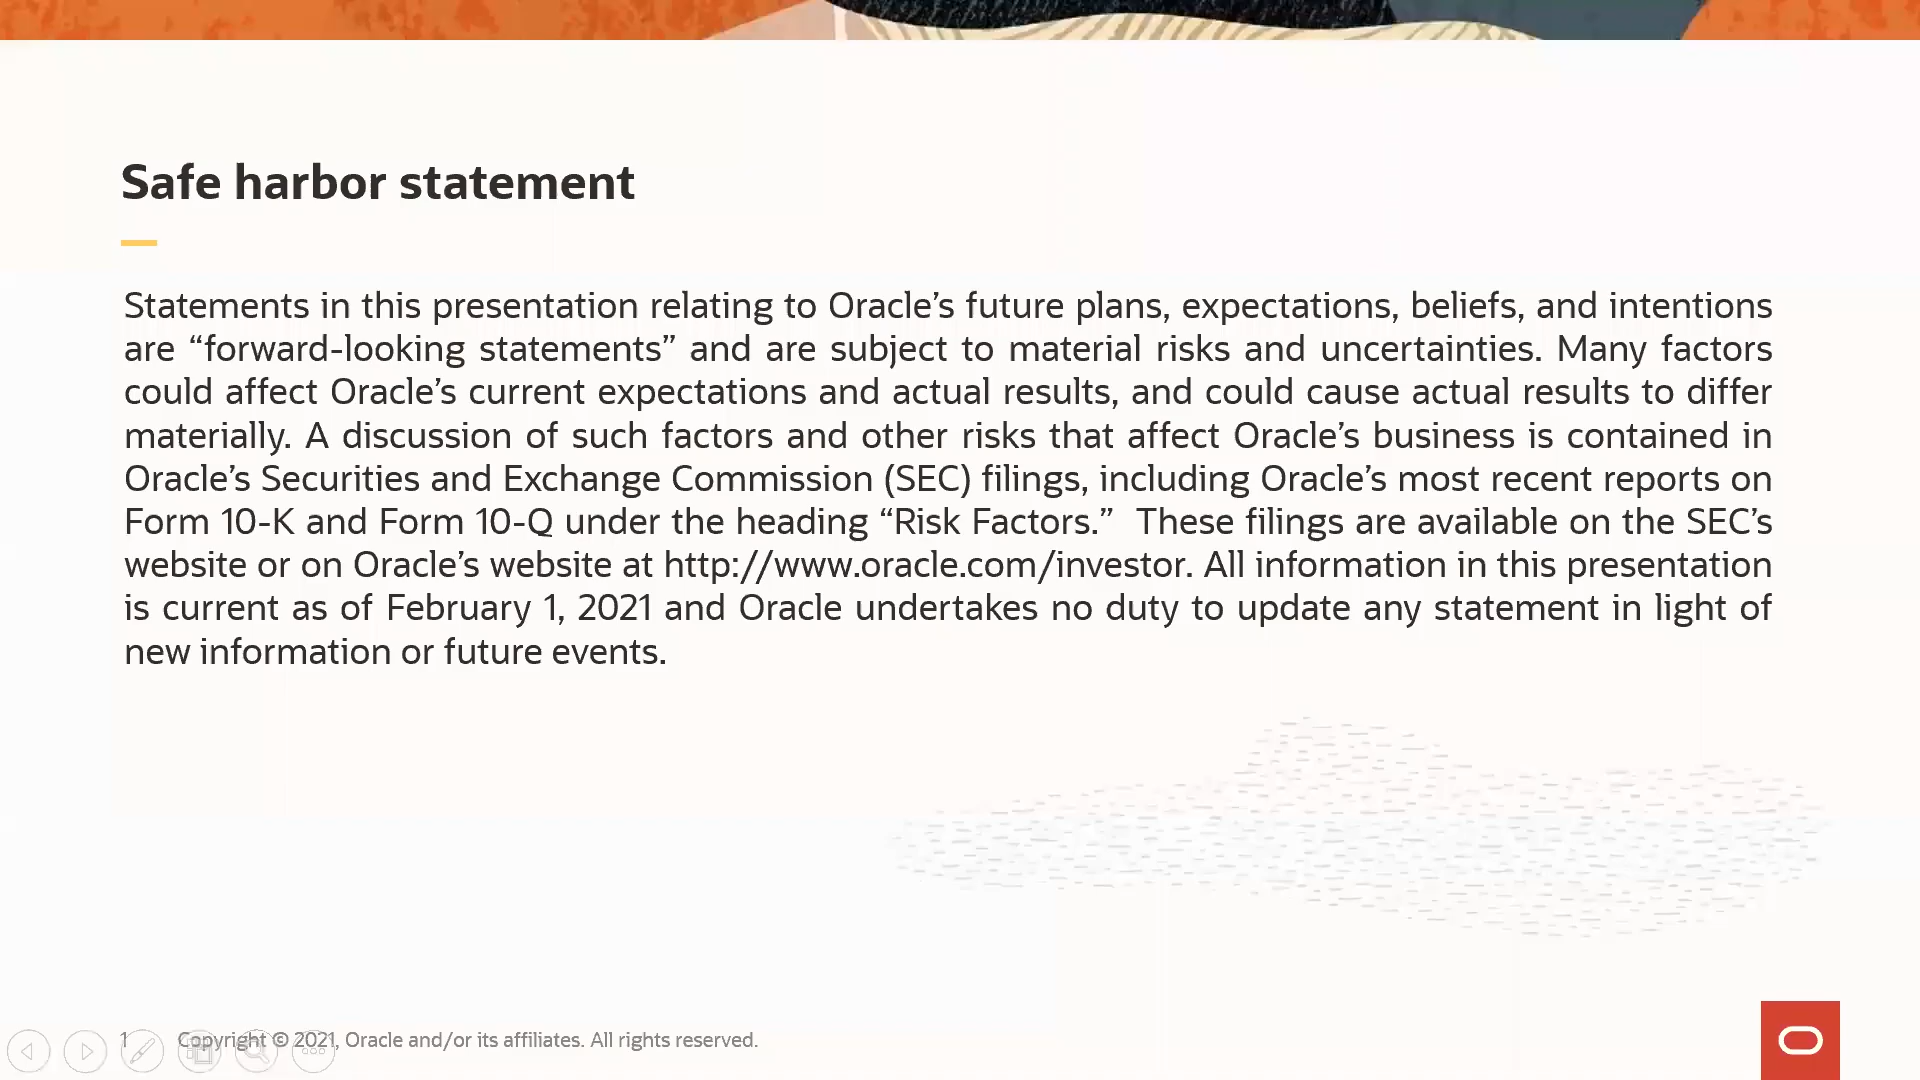 Safe harbor statement
Statements in this presentation relating to Oracle’s future plans, expectations, beliefs, and intentions
are “forward-looking statements” and are subject to material risks and uncertainties. Many factors
could affect Oracle’s current expectations and actual results, and could cause actual results to differ
materially. A discussion of such factors and other risks that affect Oracle’s business is contained in
Oracle’s Securities and Exchange Commission (SEC) filings, including Oracle’s most recent reports on
Form 10-K and Form 10-Q under the heading “Risk Factors.”  These filings are available on the SEC’s
website or on Oracle’s website at http://www.oracle.com/investor. All information in this presentation
is current as of February 1, 2021 and Oracle undertakes no duty to update any statement in light of
new information or future events.
1 Copyright © 2021, Oracle and/or its affiliates. All rights reserved.